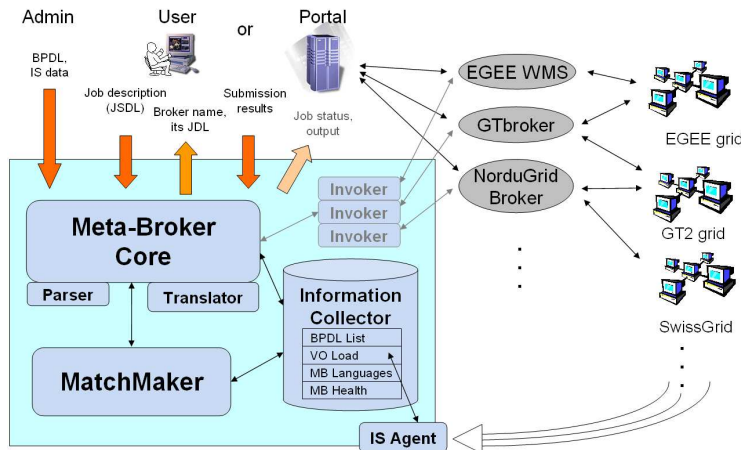 Admin
User
or
Portal
BPDL,
IS data
Job description
(JSDL)
Broker name,
its JDL
Submission
results
Job status,
output
EGEE WMS
GTbroker
NorduGrid
Broker
EGEE grid
GT2 grid
SwissGrid
Invoker
Invoker
Invoker
Meta-Broker
Core
Parser
Translator
Information
Collector
BPDL List
VO Load
MB Languages
MB Health
MatchMaker
IS Agent